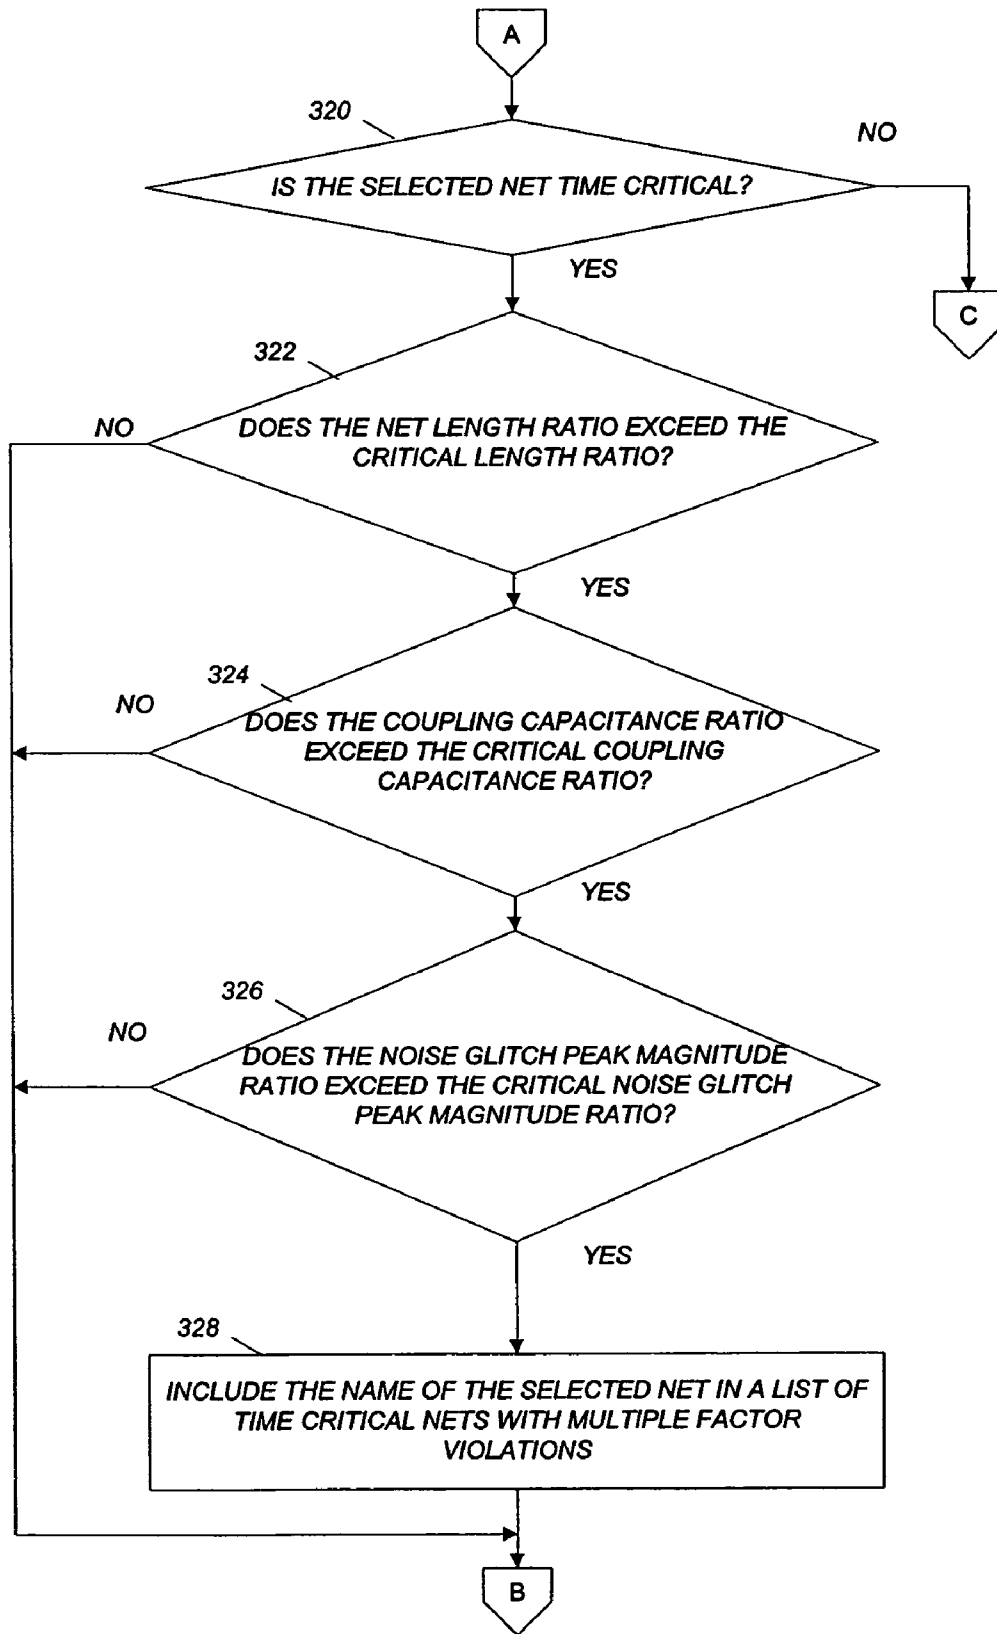 A
320
NO
IS THE SELECTED NET TIME CRITICAL?
YES
C
322
NO
DOES THE NET LENGTH RATIO EXCEED THE
CRITICAL LENGTH RATIO?
YES
324
NO
DOES THE COUPLING CAPACITANCE RATIO
EXCEED THE CRITICAL COUPLING
CAPACITANCE RATIO?
YES
326
NO
DOES THE NOISE GLITCH PEAK MAGNITUDE
RATIO EXCEED THE CRITICAL NOISE GLITCH
PEAK MAGNITUDE RATIO?
YES
328
INCLUDE THE NAME OF THE SELECTED NET IN A LIST OF
TIME CRITICAL NETS WITH MULTIPLE FACTOR
VIOLATIONS
B